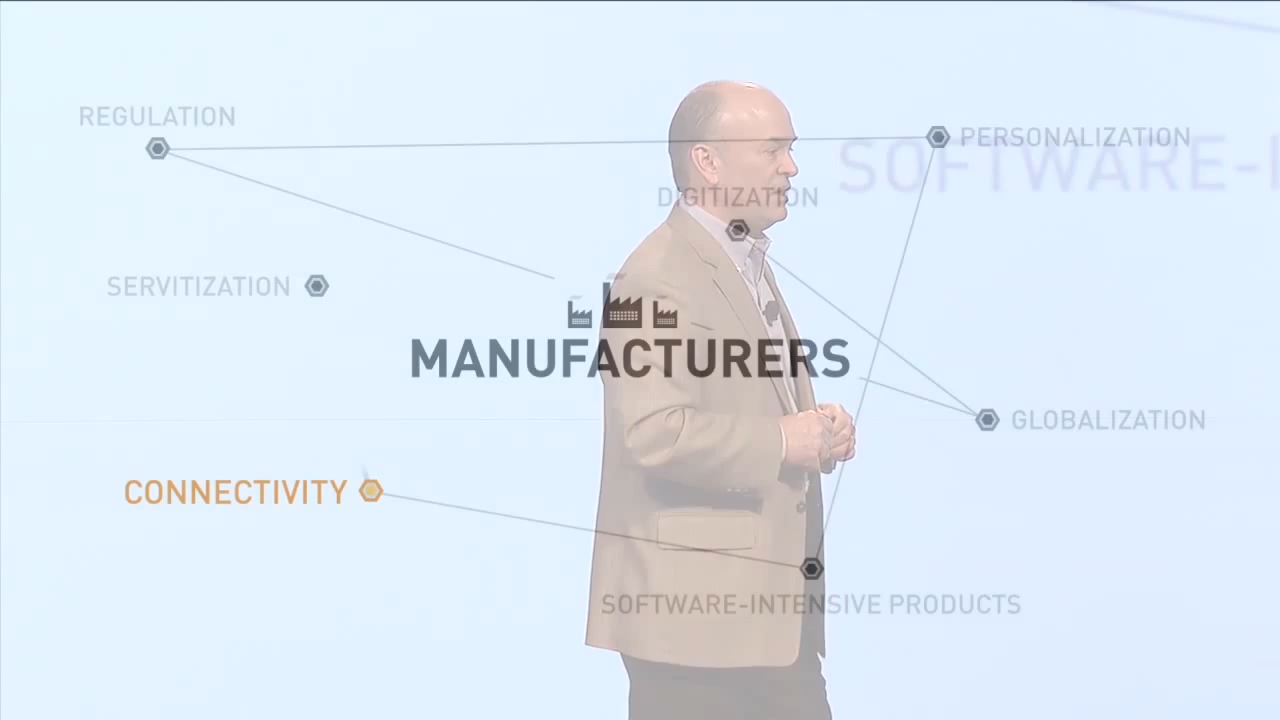 REGULATION
PERSONALIZATION
SOFTWARE-I
DIGITIZATION
SERVITIZATION
MANUFACTURERS
GLOBALIZATION
CONNECTIVITY
SOFTWARE-INTENSIVE PRODUCTS